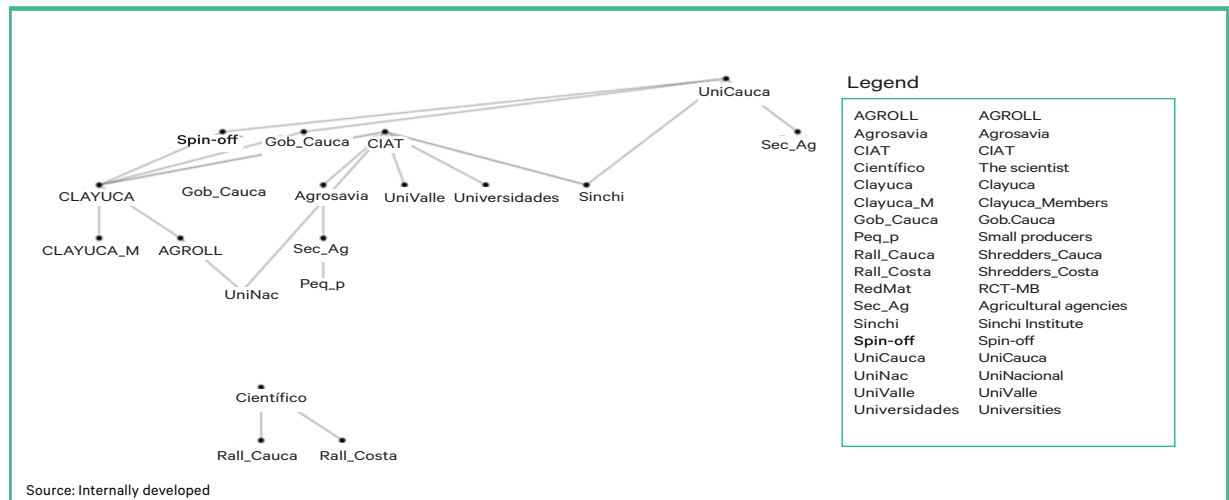 UniCauca
Spin-off
Gob_Cauca
CIAT
Sec_Ag
CLAYUCA
Gob_Cauca
Agrosavia
UniValle
Universidades
Sinchi
CLAYUCA_M
AGROLL
Sec_Ag
UniNac
Peq_p
Científico
Rall_Cauca
Rall_Costa
Legend
AGROLL AGROLL
Agrosavia Agrosavia
CIAT CIAT
Científico The scientist
Clayuca Clayuca
Clayuca_M Clayuca_Members
Gob_Cauca Gob.Cauca
Peq_p Small producers
Rall_Cauca Shredders_Cauca
Rall_Costa Shredders_Costa
RedMat RCT-MB
Sec_Ag Agricultural agencies
Sinchi Sinchi Institute
Spin-off Spin-off
UniCauca UniCauca
UniNac UniNacional
UniValle UniValle
Universidades Universities
Source: Internally developed